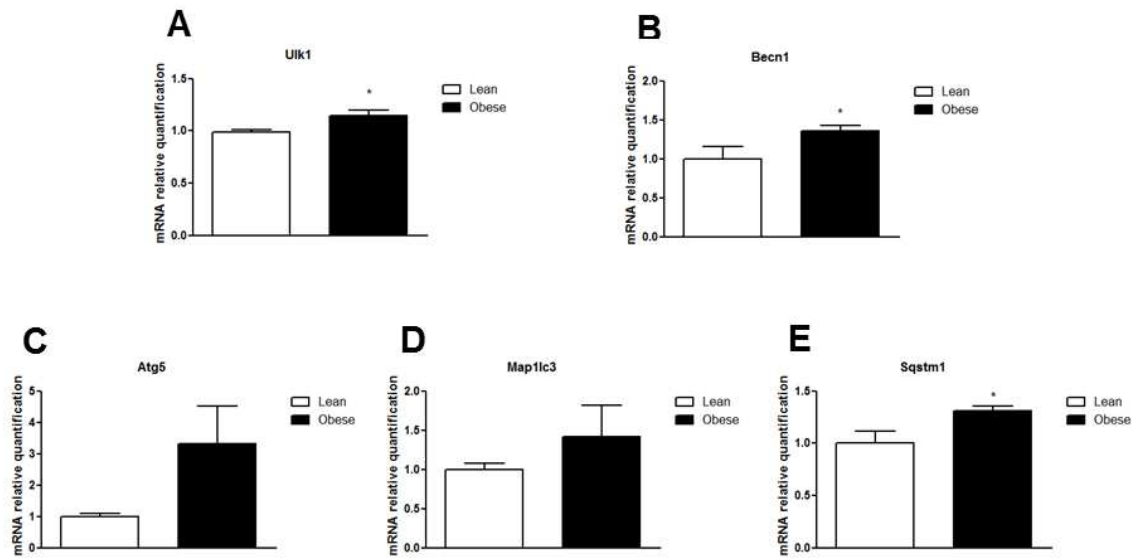 A
Ulk1
mRNA relative quantification
1.5
1.0
0.5
0.0
*
Lean
Obese
B
Becn1
mRNA relative quantification
2.0
1.5
1.0
0.5
0.0
*
Lean
Obese
C
Atg5
mRNA relative quantification
5
4
3
2
1
0
Lean
Obese
D
Map1lc3
mRNA relative quantification
2.0
1.5
1.0
0.5
0.0
Lean
Obese
E
Sqstm1
mRNA relative quantification
1.5
1.0
0.5
0.0
*
Lean
Obese